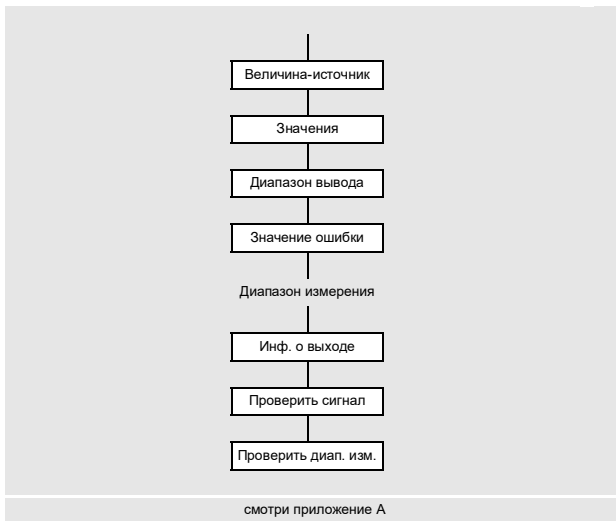 Величина-источник
Значения
Диапазон вывода
Значение ошибки
Диапазон измерения
Инф. о выходе
Проверить сигнал
Проверить диап. изм.
смотри приложение А